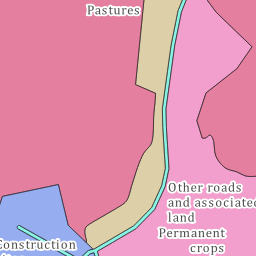 Pastures
Other roads
and associated
land
Permanent
crops
Construction